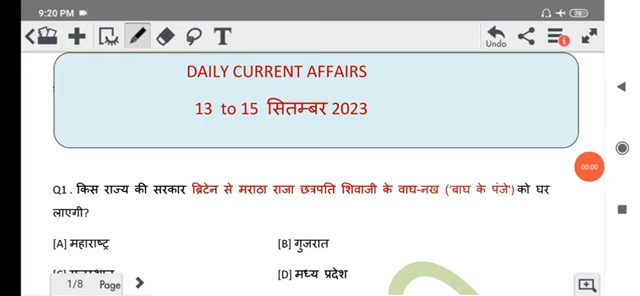 9:20 PM
78
T
Undo
DAILY CURRENT AFFAIRS
13 to 15 सितम्बर 2023
00:00
Q1 . किस राज्य की सरकार ब्रिटेन से मराठा राजा छत्रपति शिवाजी के वाघ-नख ('बाघ के पंजे') को घर
लाएगी?
[A] महाराष्ट्र [B] गुजरात
[D] मध्य प्रदेश
1/8 Page